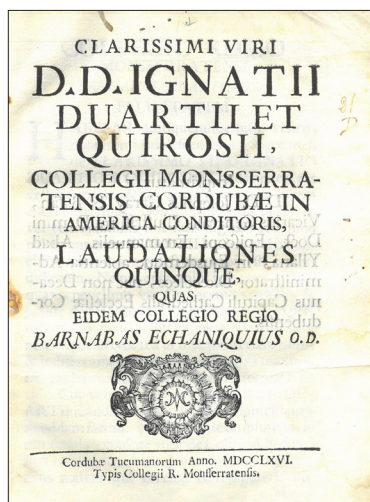 CLARISSIMI VIRI
D.D. IGNATII
DUARTII ET
QUIROSII,
COLLEGII MONSSERRA-
TENSIS CORDUBÆ IN
AMERICA CONDITORIS,
LAUDATIONES
QUINQUE,
QUAS
EIDEM COLLEGIO REGIO
BARNABAS ECHANIQUIUS O.D.
Cordubæ Tucumanorum Anno. MDCCLXVI.
Typis Collegii R. Monsserratensis.